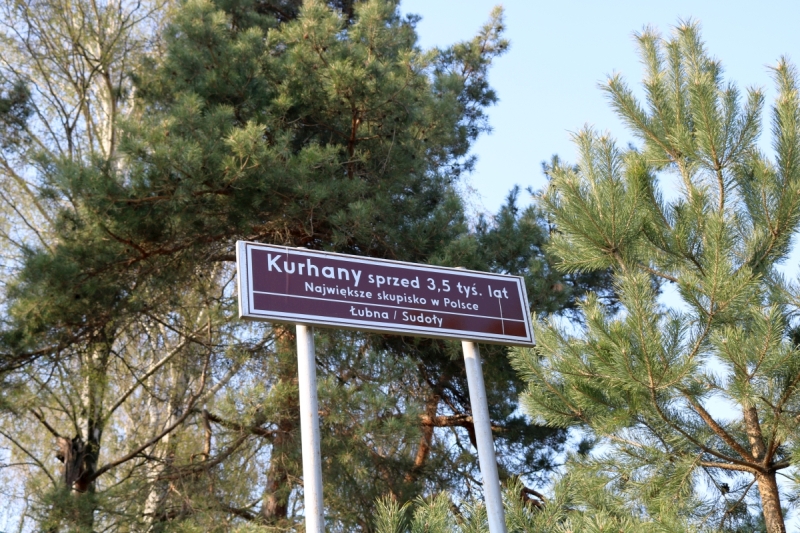 Kurhany sprzed 3,5 tyś. lat
Największe skupisko w Polsce
Łubna / Sudoły